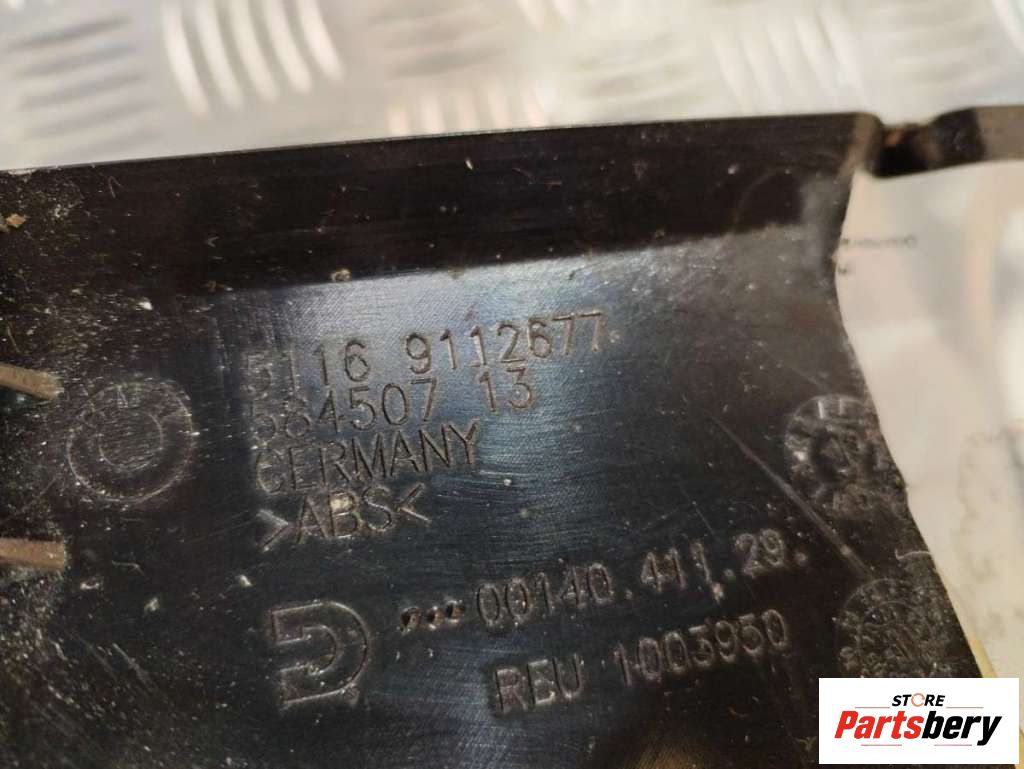 5116 9112677
584507 13
GERMANY
>ABS<
00140.411.29.
REU 1003950
STORE
Partsbery